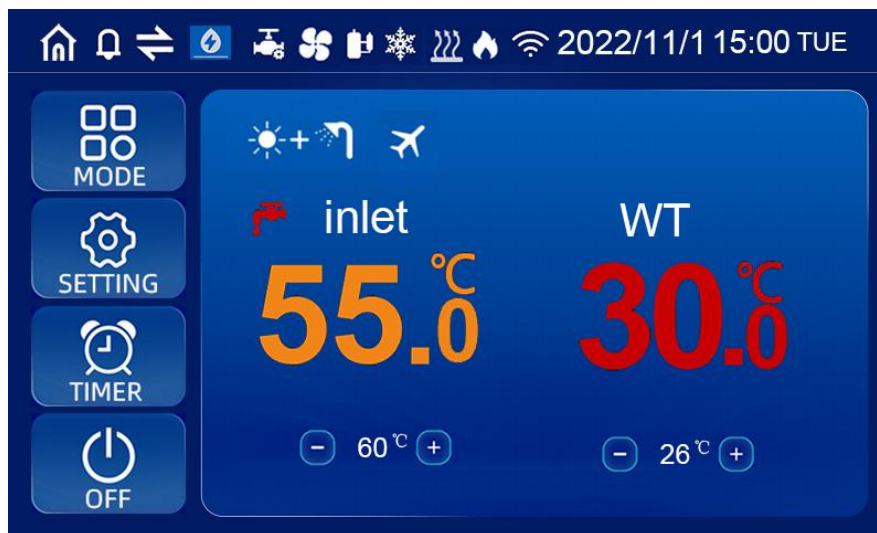 2022/11/1 15:00 TUE
MODE
SETTING
TIMER
OFF
inlet
WT
55.0℃
30.0℃
− 60℃ +
− 26℃ +